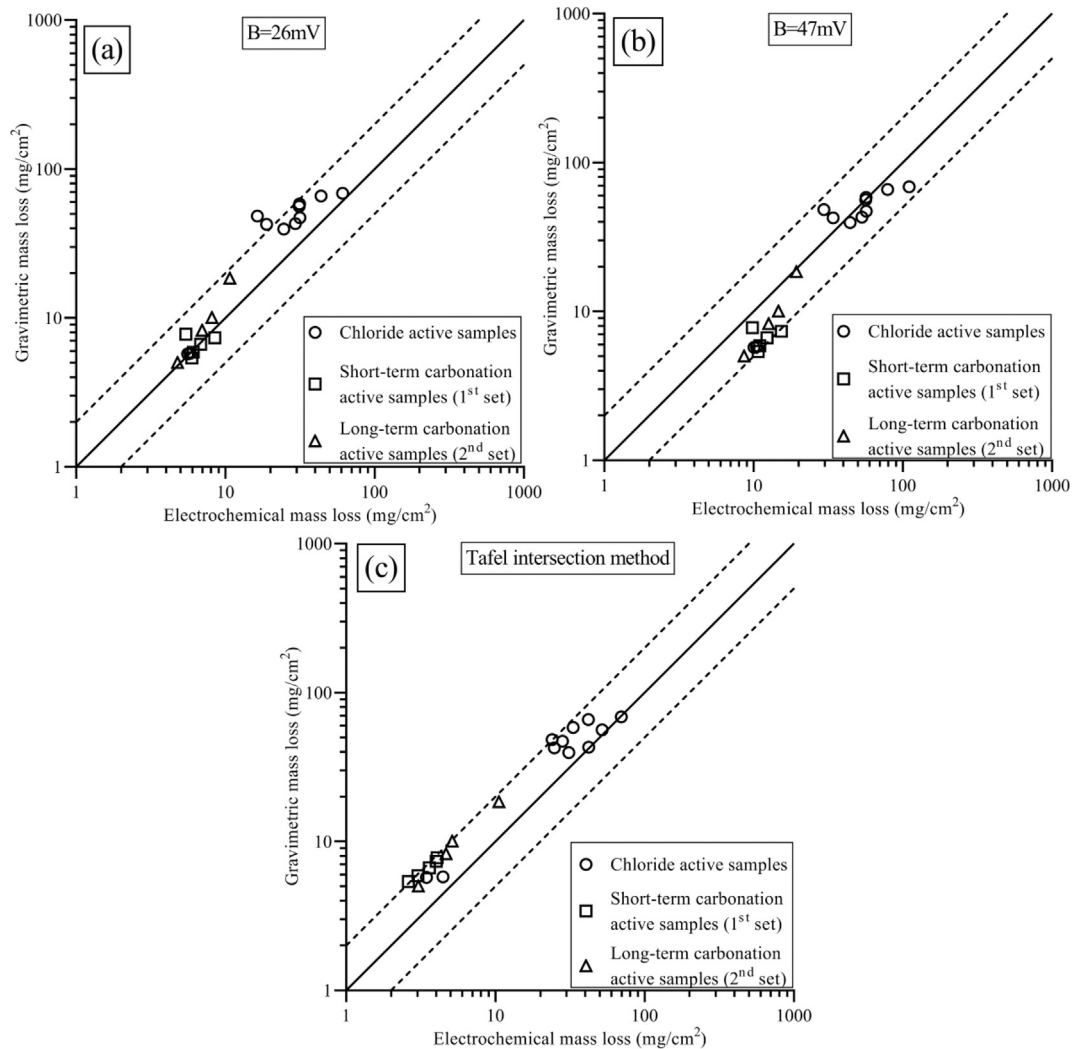 (a)
B=26mV
1000
100
10
1
Gravimetric mass loss (mg/cm²)
Chloride active samples
Short-term carbonation
active samples (1st set)
Long-term carbonation
active samples (2nd set)
1
10
100
1000
Electrochemical mass loss (mg/cm²)
(b)
B=47mV
1000
100
10
1
Gravimetric mass loss (mg/cm²)
Chloride active samples
Short-term carbonation
active samples (1st set)
Long-term carbonation
active samples (2nd set)
1
10
100
1000
Electrochemical mass loss (mg/cm²)
(c)
Tafel intersection method
1000
100
10
1
Gravimetric mass loss (mg/cm²)
Chloride active samples
Short-term carbonation
active samples (1st set)
Long-term carbonation
active samples (2nd set)
1
10
100
1000
Electrochemical mass loss (mg/cm²)